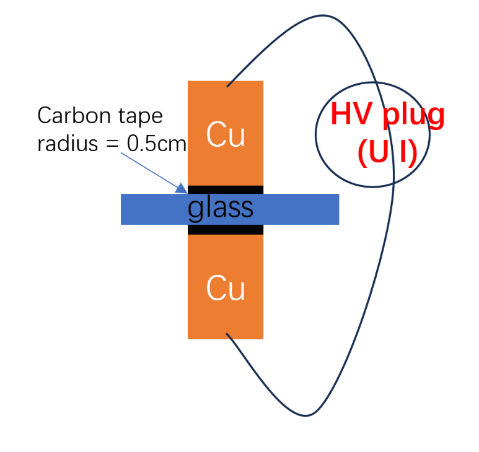 Carbon tape
radius = 0.5cm
Cu
HV plug
(U I)
glass
Cu